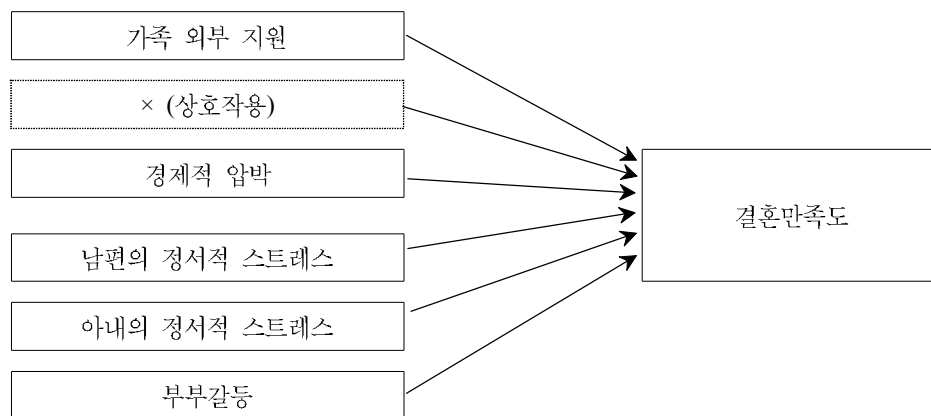 가족 외부 지원
× (상호작용)
경제적 압박
결혼만족도
남편의 정서적 스트레스
아내의 정서적 스트레스
부부갈등